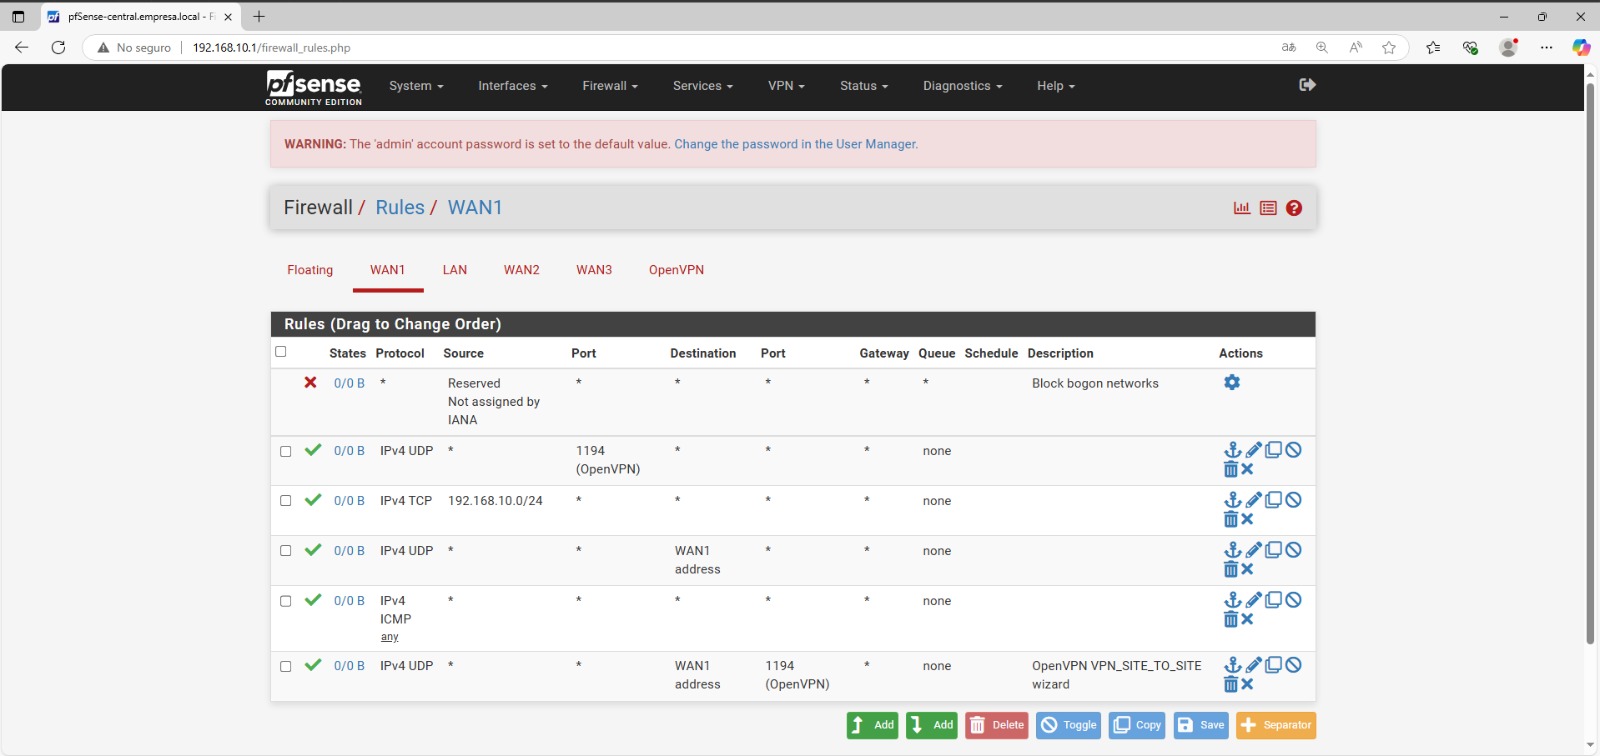 pfSense-central.empresa.local - F
No seguro
192.168.10.1/firewall_rules.php
pfsense
COMMUNITY EDITION
System
Interfaces
Firewall
Services
VPN
Status
Diagnostics
Help
WARNING: The 'admin' account password is set to the default value. Change the password in the User Manager.
Firewall / Rules / WAN1
Floating
WAN1
LAN
WAN2
WAN3
OpenVPN
Rules (Drag to Change Order)
States Protocol Source Port Destination Port Gateway Queue Schedule Description Actions
0/0 B * Reserved * * * * * Block bogon networks
Not assigned by
IANA
0/0 B IPv4 UDP * 1194 * * * none
(OpenVPN)
0/0 B IPv4 TCP 192.168.10.0/24 * * * * none
0/0 B IPv4 UDP * * WAN1 * * none
address
0/0 B IPv4 * * * * * none
ICMP
any
0/0 B IPv4 UDP * * WAN1 1194 * none OpenVPN VPN_SITE_TO_SITE
address (OpenVPN) wizard
Add
Add
Delete
Toggle
Copy
Save
Separator